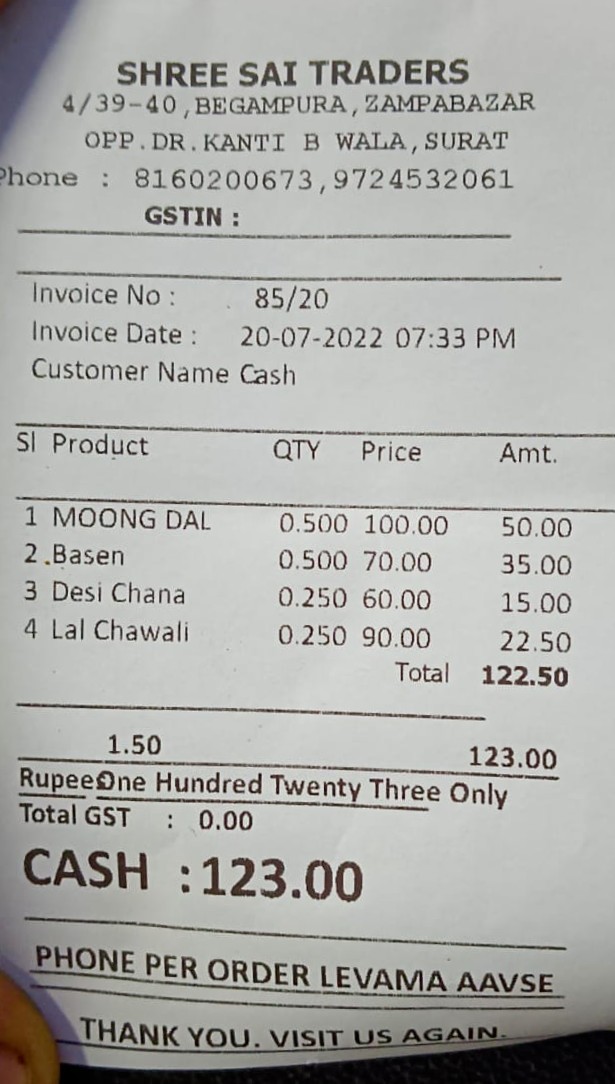 SHREE SAI TRADERS
4/39-40,BEGAMPURA,ZAMPABAZAR
OPP.DR.KANTI B WALA,SURAT
Phone : 8160200673,9724532061
GSTIN :
Invoice No : 85/20
Invoice Date : 20-07-2022 07:33 PM
Customer Name Cash
Sl Product QTY Price Amt.
1 MOONG DAL 0.500 100.00 50.00
2 Basen 0.500 70.00 35.00
3 Desi Chana 0.250 60.00 15.00
4 Lal Chawali 0.250 90.00 22.50
Total 122.50
1.50 123.00
Rupees One Hundred Twenty Three Only
Total GST : 0.00
CASH :123.00
PHONE PER ORDER LEVAMA AAVSE
THANK YOU. VISIT US AGAIN.